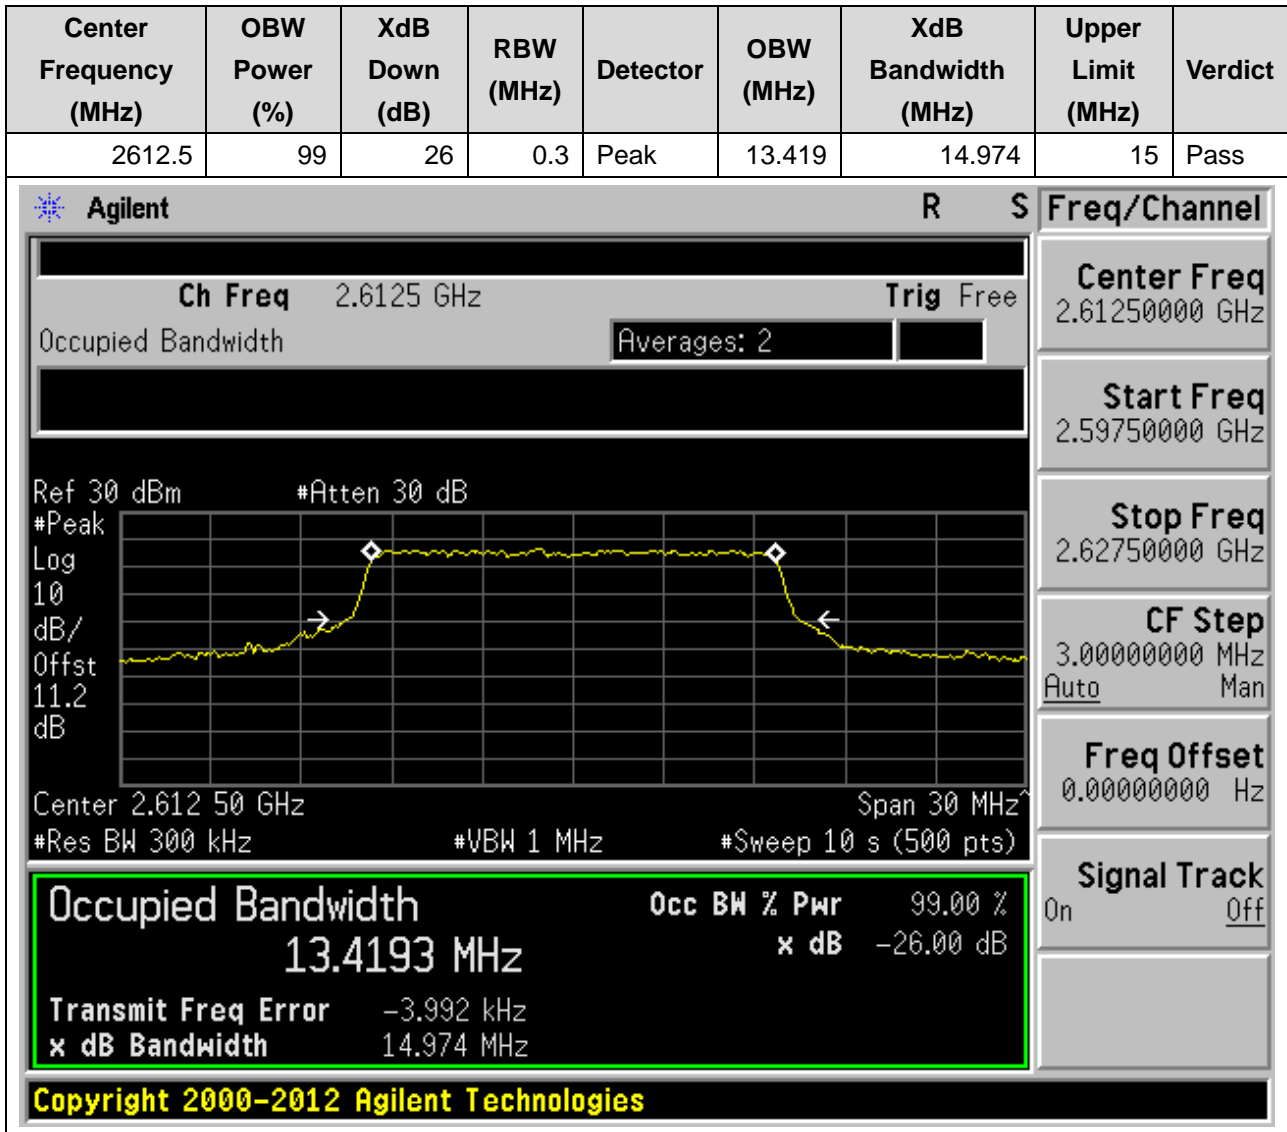 Center Frequency (MHz) OBW Power (%) XdB Down (dB) RBW (MHz) Detector OBW (MHz) XdB Bandwidth (MHz) Upper Limit (MHz) Verdict
2612.5 99 26 0.3 Peak 13.419 14.974 15 Pass
Agilent R S Freq/Channel
Ch Freq 2.6125 GHz Trig Free
Occupied Bandwidth Averages: 2
Center Freq
2.61250000 GHz
Start Freq
2.59750000 GHz
Stop Freq
2.62750000 GHz
CF Step
3.00000000 MHz
Auto Man
Freq Offset
0.00000000 Hz
Signal Track
On Off
Ref 30 dBm #Atten 30 dB
#Peak
Log
10
dB/
Offst
11.2
dB
Center 2.612 50 GHz Span 30 MHz^
#Res BW 300 kHz #VBW 1 MHz #Sweep 10 s (500 pts)
Occupied Bandwidth Occ BW % Pwr 99.00 %
13.4193 MHz x dB -26.00 dB
Transmit Freq Error -3.992 kHz
x dB Bandwidth 14.974 MHz
Copyright 2000-2012 Agilent Technologies